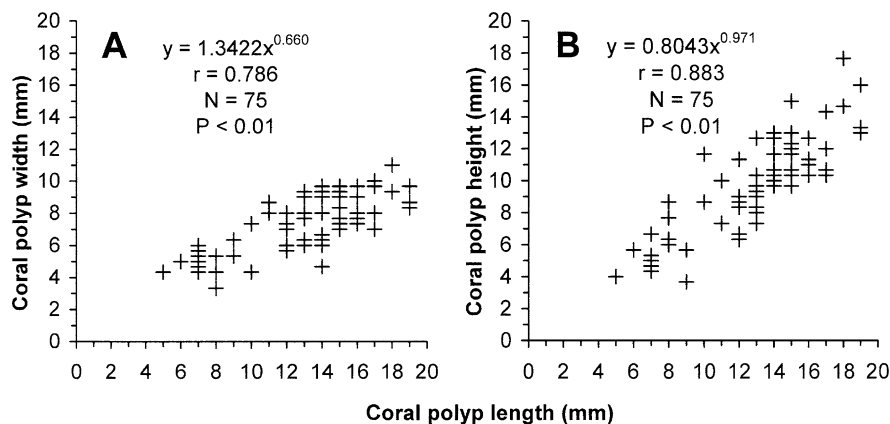 A
y = 1.3422x^0.660
r = 0.786
N = 75
P < 0.01
Coral polyp width (mm)
20
18
16
14
12
10
8
6
4
2
0
0 2 4 6 8 10 12 14 16 18 20
B
y = 0.8043x^0.971
r = 0.883
N = 75
P < 0.01
Coral polyp height (mm)
20
18
16
14
12
10
8
6
4
2
0
0 2 4 6 8 10 12 14 16 18 20
Coral polyp length (mm)